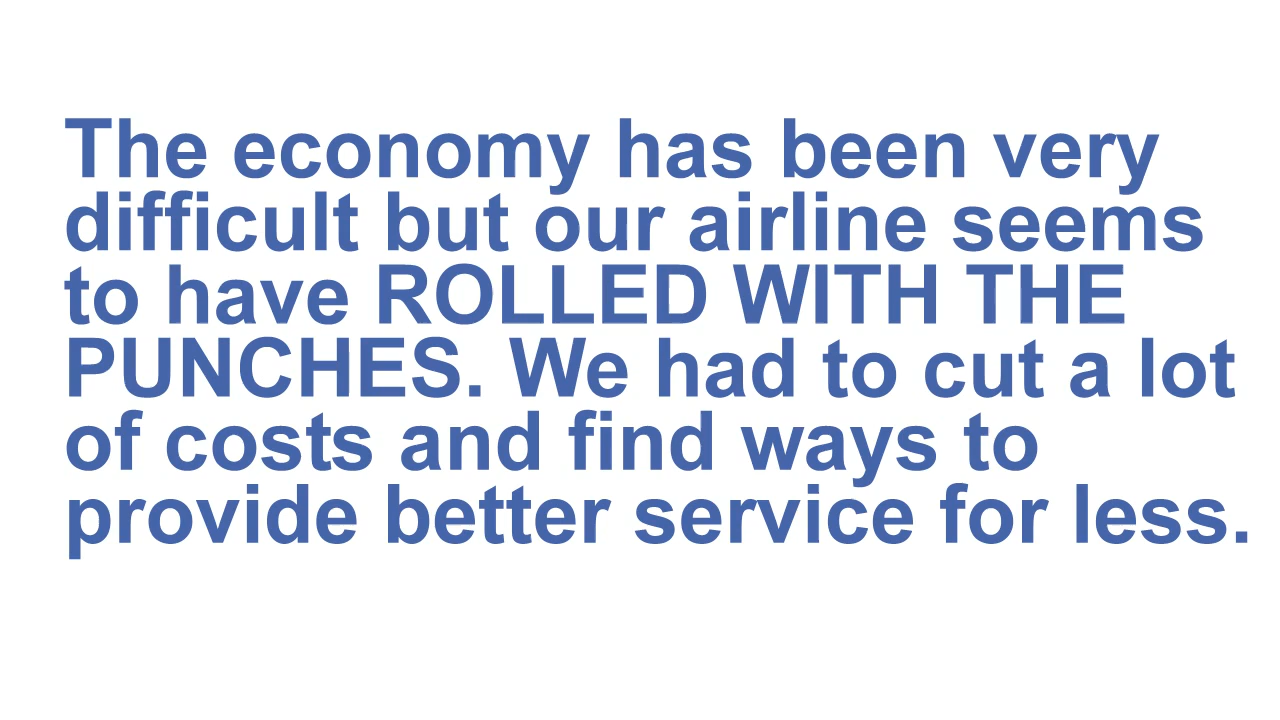 The economy has been very
difficult but our airline seems
to have ROLLED WITH THE
PUNCHES. We had to cut a lot
of costs and find ways to
provide better service for less.